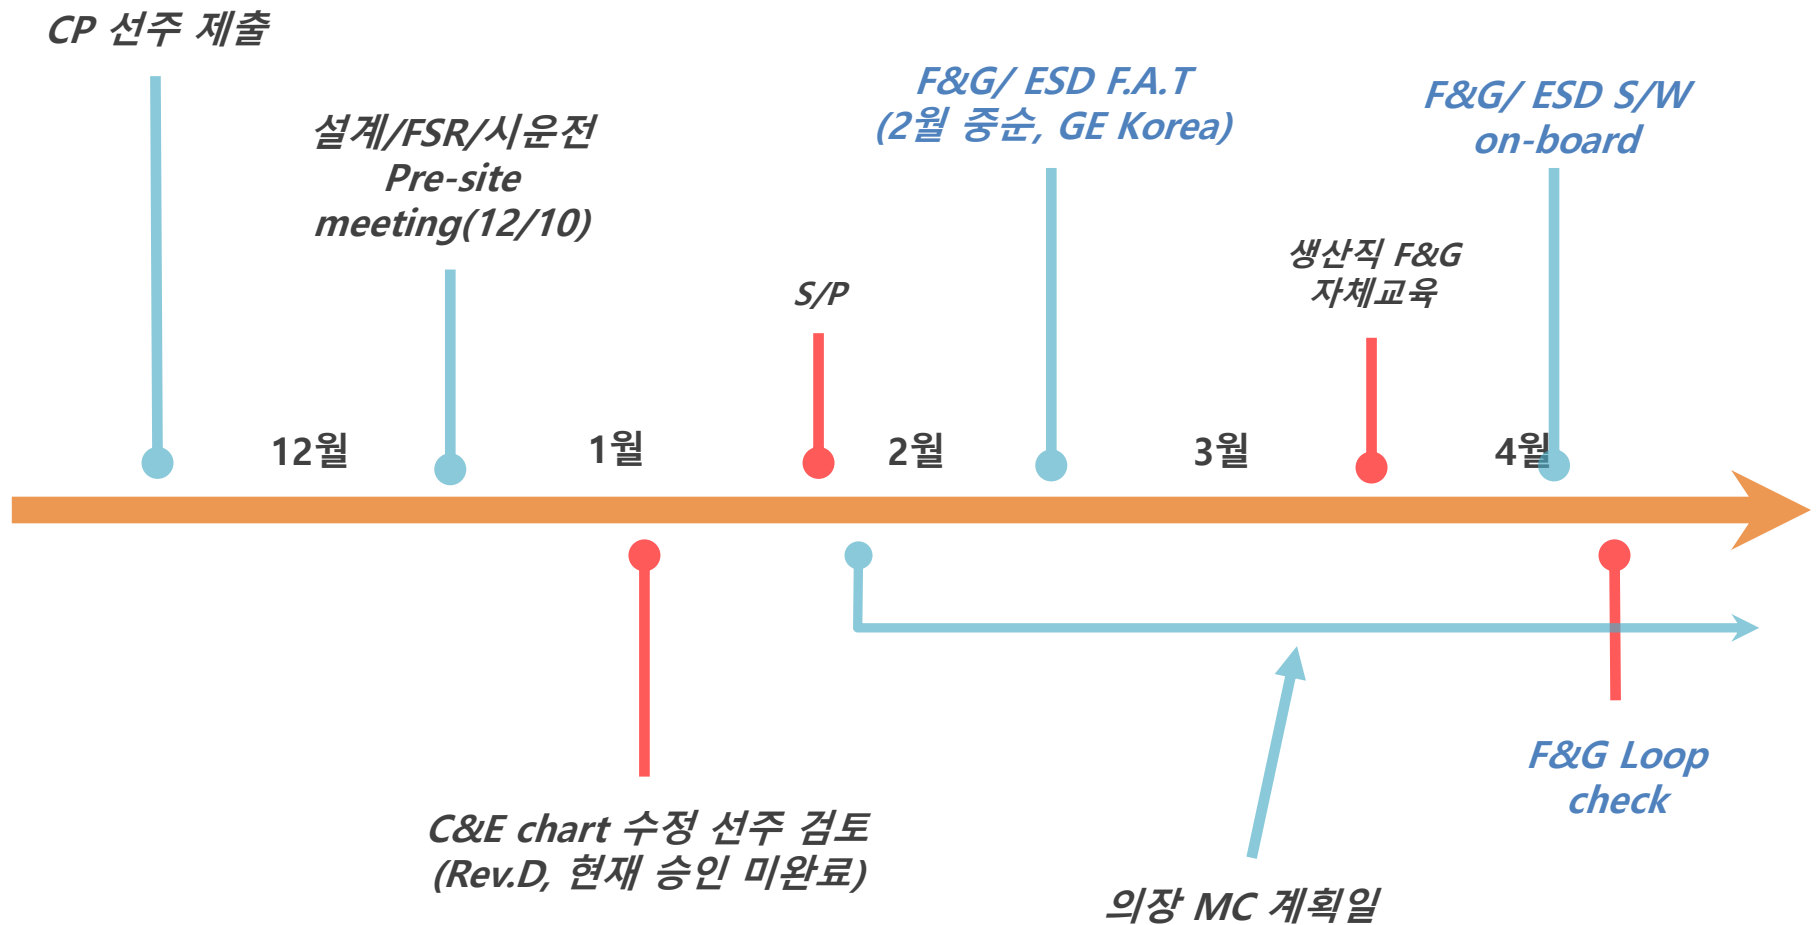 CP 선주 제출
설계/FSR/시운전
Pre-site
meeting(12/10)
S/P
F&G/ ESD F.A.T
(2월 중순, GE Korea)
생산직 F&G
자체교육
F&G/ ESD S/W
on-board
12월
1월
2월
3월
4월
C&E chart 수정 선주 검토
(Rev.D, 현재 승인 미완료)
의장 MC 계획일
F&G Loop
check